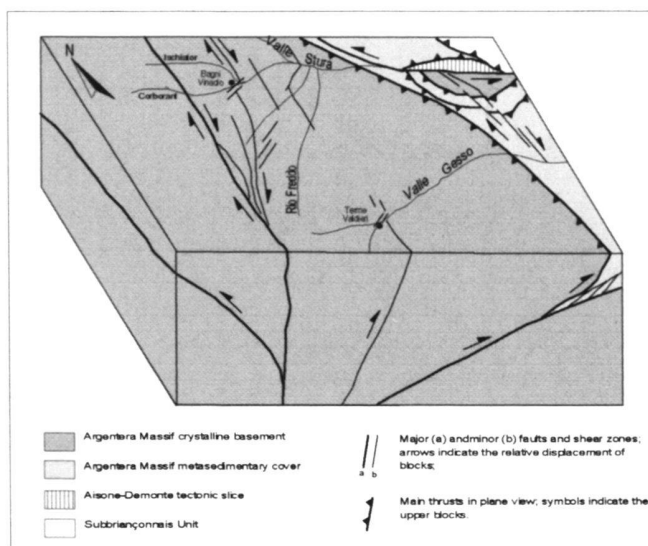 N
Valle Stura
Ischiator
Bagni
Vinadio
Corborant
Rio Freddo
Valle Gesso
Terme
Valdieri
Argentera Massif crystalline basement
Argentera Massif metasedimentary cover
Aisone-Demonte tectonic slice
Subbriançonnais Unit
Major (a) andminor (b) faults and shear zones;
arrows indicate the relative displacement of
blocks;
a b
Main thrusts in plane view; symbols indicate the
upper blocks.